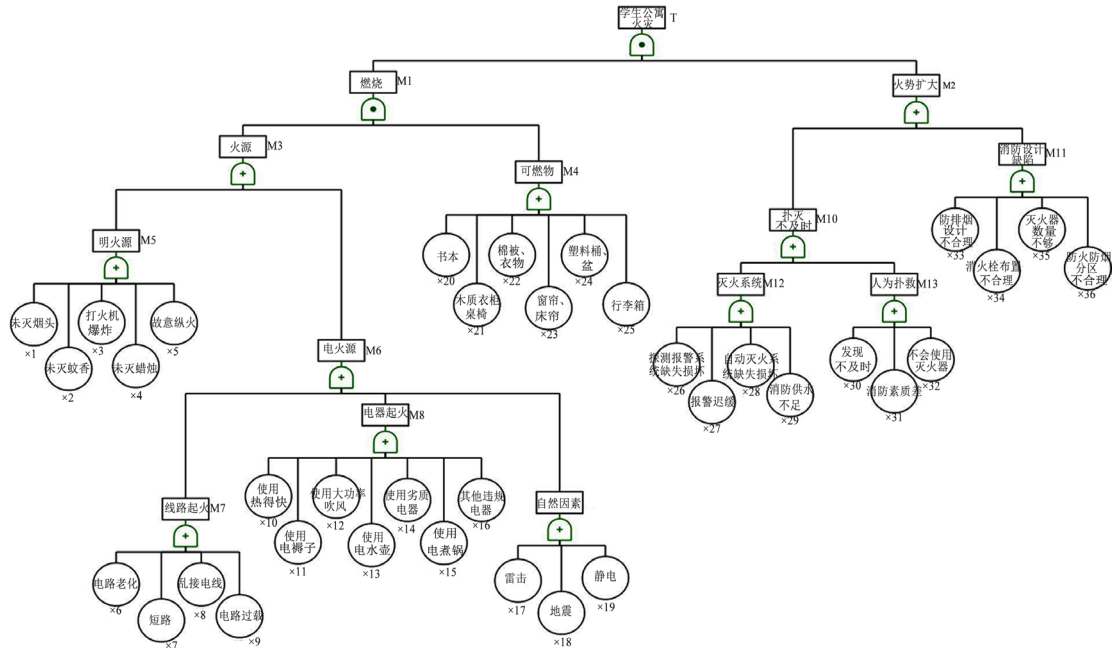 学生公寓
火灾
T
燃烧
M1
火势扩大
M2
火源
M3
可燃物
M4
消防设计
缺陷
M11
明火源
M5
扑灭
不及时
M10
书本
×20
木质衣柜
桌椅
×21
棉被、
衣物
×22
窗帘、
床帘
×23
塑料桶、
盆
×24
行李箱
×25
防排烟
设计
不合理
×33
消火栓布置
不合理
×34
灭火器
数量
不够
×35
防火防烟
分区
不合理
×36
未灭烟头
×1
未灭蚊香
×2
打火机
爆炸
×3
未灭蜡烛
×4
故意纵火
×5
电火源
M6
灭火系统
M12
人为扑救
M13
探测报警系
统缺失损坏
×26
报警迟缓
×27
自动灭火系
统缺失损坏
×28
消防供水
不足
×29
发现
不及时
×30
消防素质差
×31
不会使用
灭火器
×32
线路起火
M7
电器起火
M8
自然因素
使用
热得快
×10
使用
电褥子
×11
使用大功率
吹风
×12
使用
电水壶
×13
使用劣质
电器
×14
使用
电煮锅
×15
其他违规
电器
×16
电路老化
×6
短路
×7
乱接电线
×8
电路过载
×9
雷击
×17
地震
×18
静电
×19